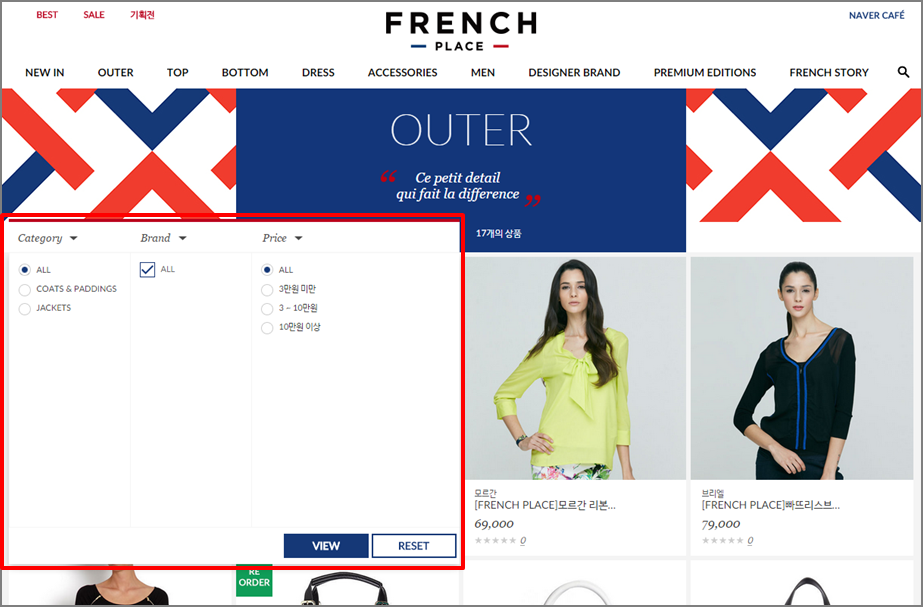 BEST SALE 기획전
FRENCH
PLACE
NAVER CAFÉ
NEW IN OUTER TOP BOTTOM DRESS ACCESSORIES MEN DESIGNER BRAND PREMIUM EDITIONS FRENCH STORY
OUTER
“ Ce petit detail
qui fait la difference ”
17개의 상품
Category Brand Price
ALL ALL ALL
COATS & PADDINGS 3만원 미만
JACKETS 3 ~ 10만원
10만원 이상
VIEW RESET
모르간
[FRENCH PLACE]모르간 리본...
69,000
0
브리엘
[FRENCH PLACE]빠뜨리스브...
79,000
0
RE
ORDER